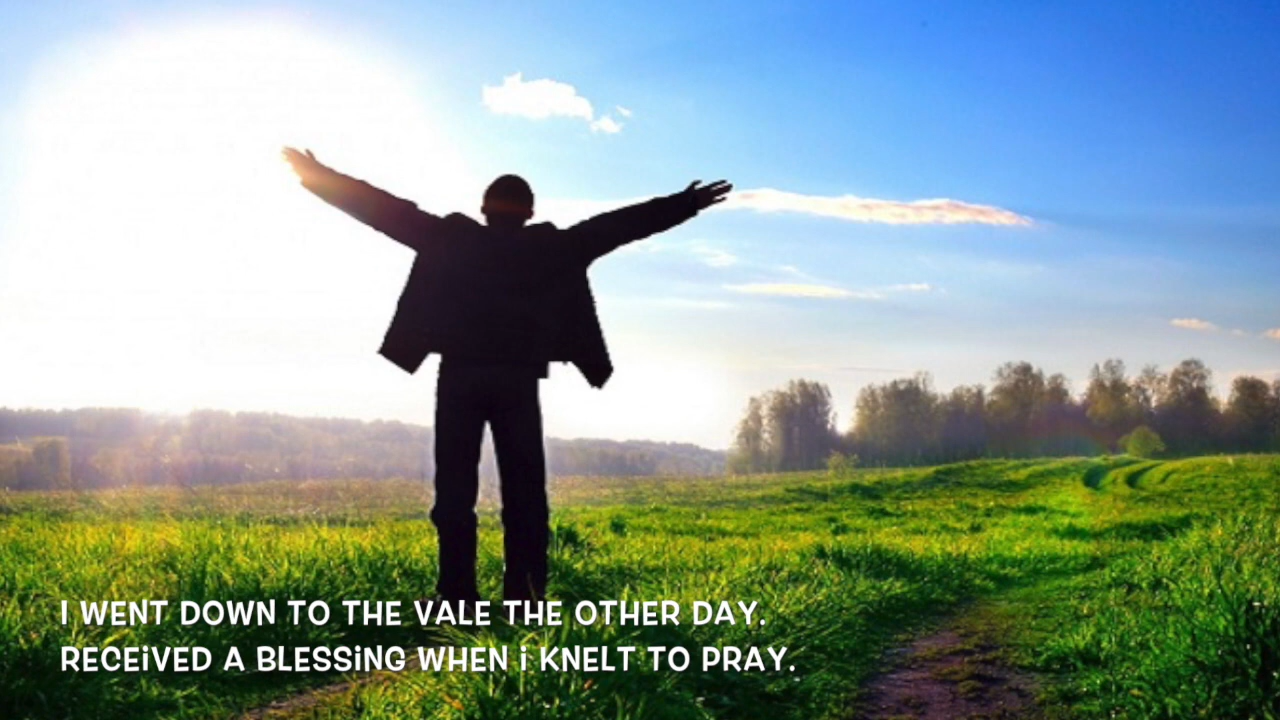 I WENT DOWN TO THE VALE THE OTHER DAY.
RECEiVED A BLESSiNG WHEN i KNELT TO PRAY.